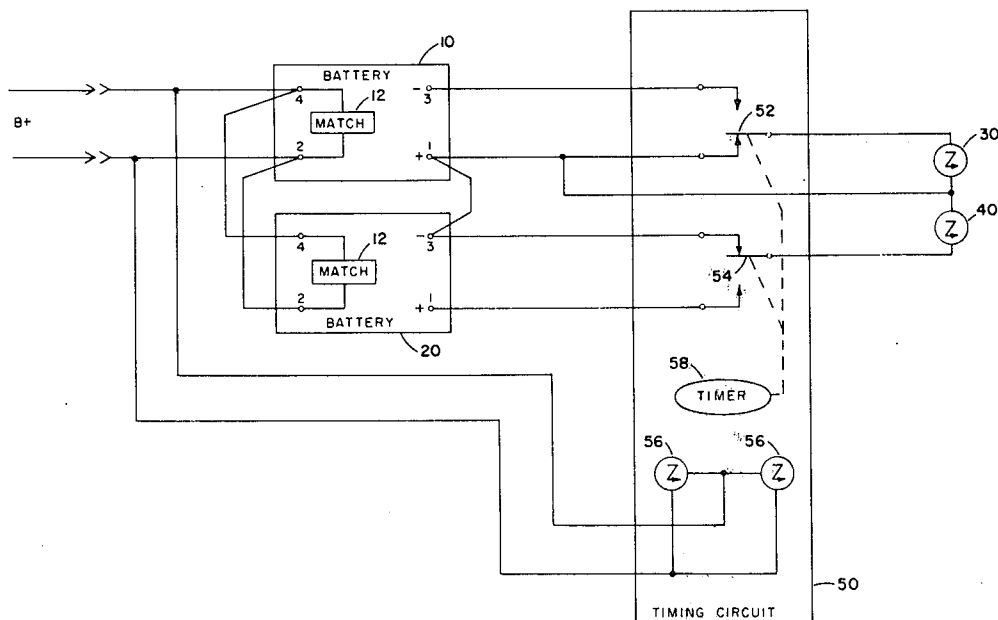 10
BATTERY
12
4
- 3
52
MATCH
30
B+
2
+ 1
40
12
4
- 3
MATCH
54
2
+ 1
BATTERY
20
58
TIMER
56
56
50
TIMING CIRCUIT